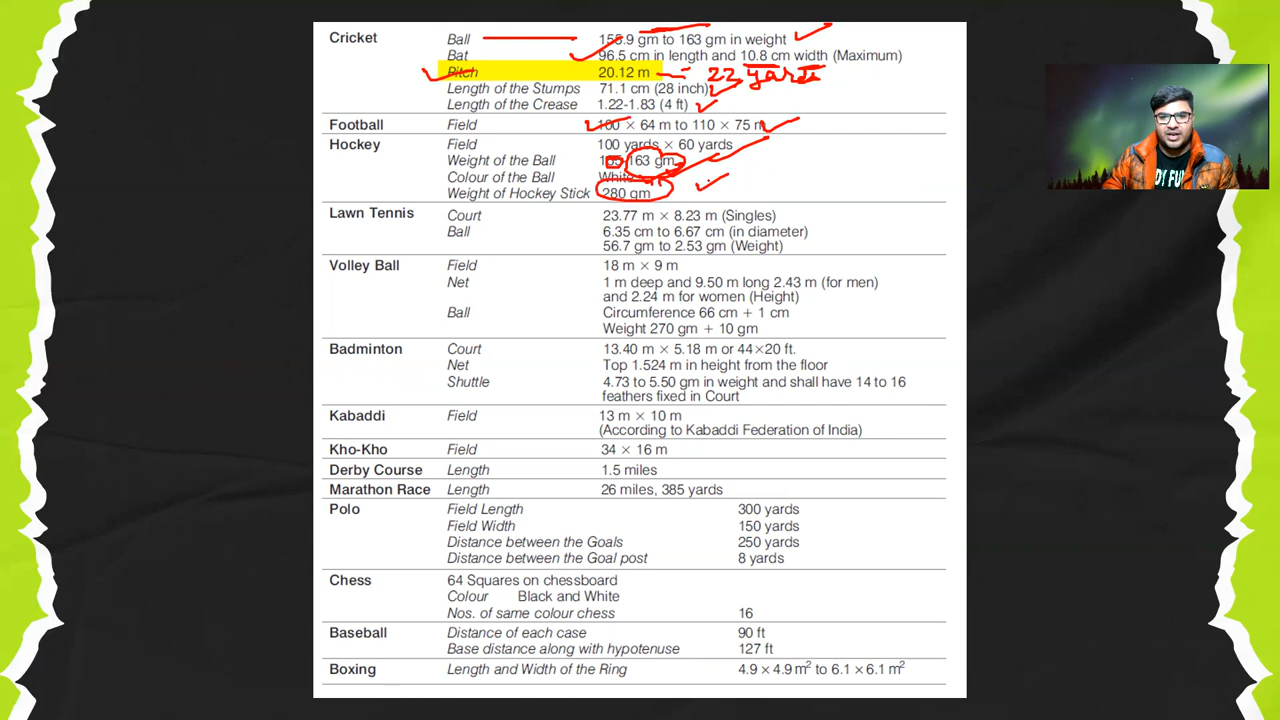 Cricket Ball 155.9 gm to 163 gm in weight
Bat 96.5 cm in length and 10.8 cm width (Maximum)
Pitch 20.12 m = 22 yards
Length of the Stumps 71.1 cm (28 inch)
Length of the Crease 1.22-1.83 (4 ft)
Football Field 100 × 64 m to 110 × 75 m
Hockey Field 100 yards × 60 yards
Weight of the Ball 163 gm
Colour of the Ball White
Weight of Hockey Stick 280 gm
Lawn Tennis Court 23.77 m × 8.23 m (Singles)
Ball 6.35 cm to 6.67 cm (in diameter)
56.7 gm to 2.53 gm (Weight)
Volley Ball Field 18 m × 9 m
Net 1 m deep and 9.50 m long 2.43 m (for men)
and 2.24 m for women (Height)
Ball Circumference 66 cm + 1 cm
Weight 270 gm + 10 gm
Badminton Court 13.40 m × 5.18 m or 44×20 ft.
Net Top 1.524 m in height from the floor
Shuttle 4.73 to 5.50 gm in weight and shall have 14 to 16
feathers fixed in Court
Kabaddi Field 13 m × 10 m
(According to Kabaddi Federation of India)
Kho-Kho Field 34 × 16 m
Derby Course Length 1.5 miles
Marathon Race Length 26 miles, 385 yards
Polo Field Length 300 yards
Field Width 150 yards
Distance between the Goals 250 yards
Distance between the Goal post 8 yards
Chess 64 Squares on chessboard
Colour Black and White
Nos. of same colour chess 16
Baseball Distance of each case 90 ft
Base distance along with hypotenuse 127 ft
Boxing Length and Width of the Ring 4.9 × 4.9 m² to 6.1 × 6.1 m²